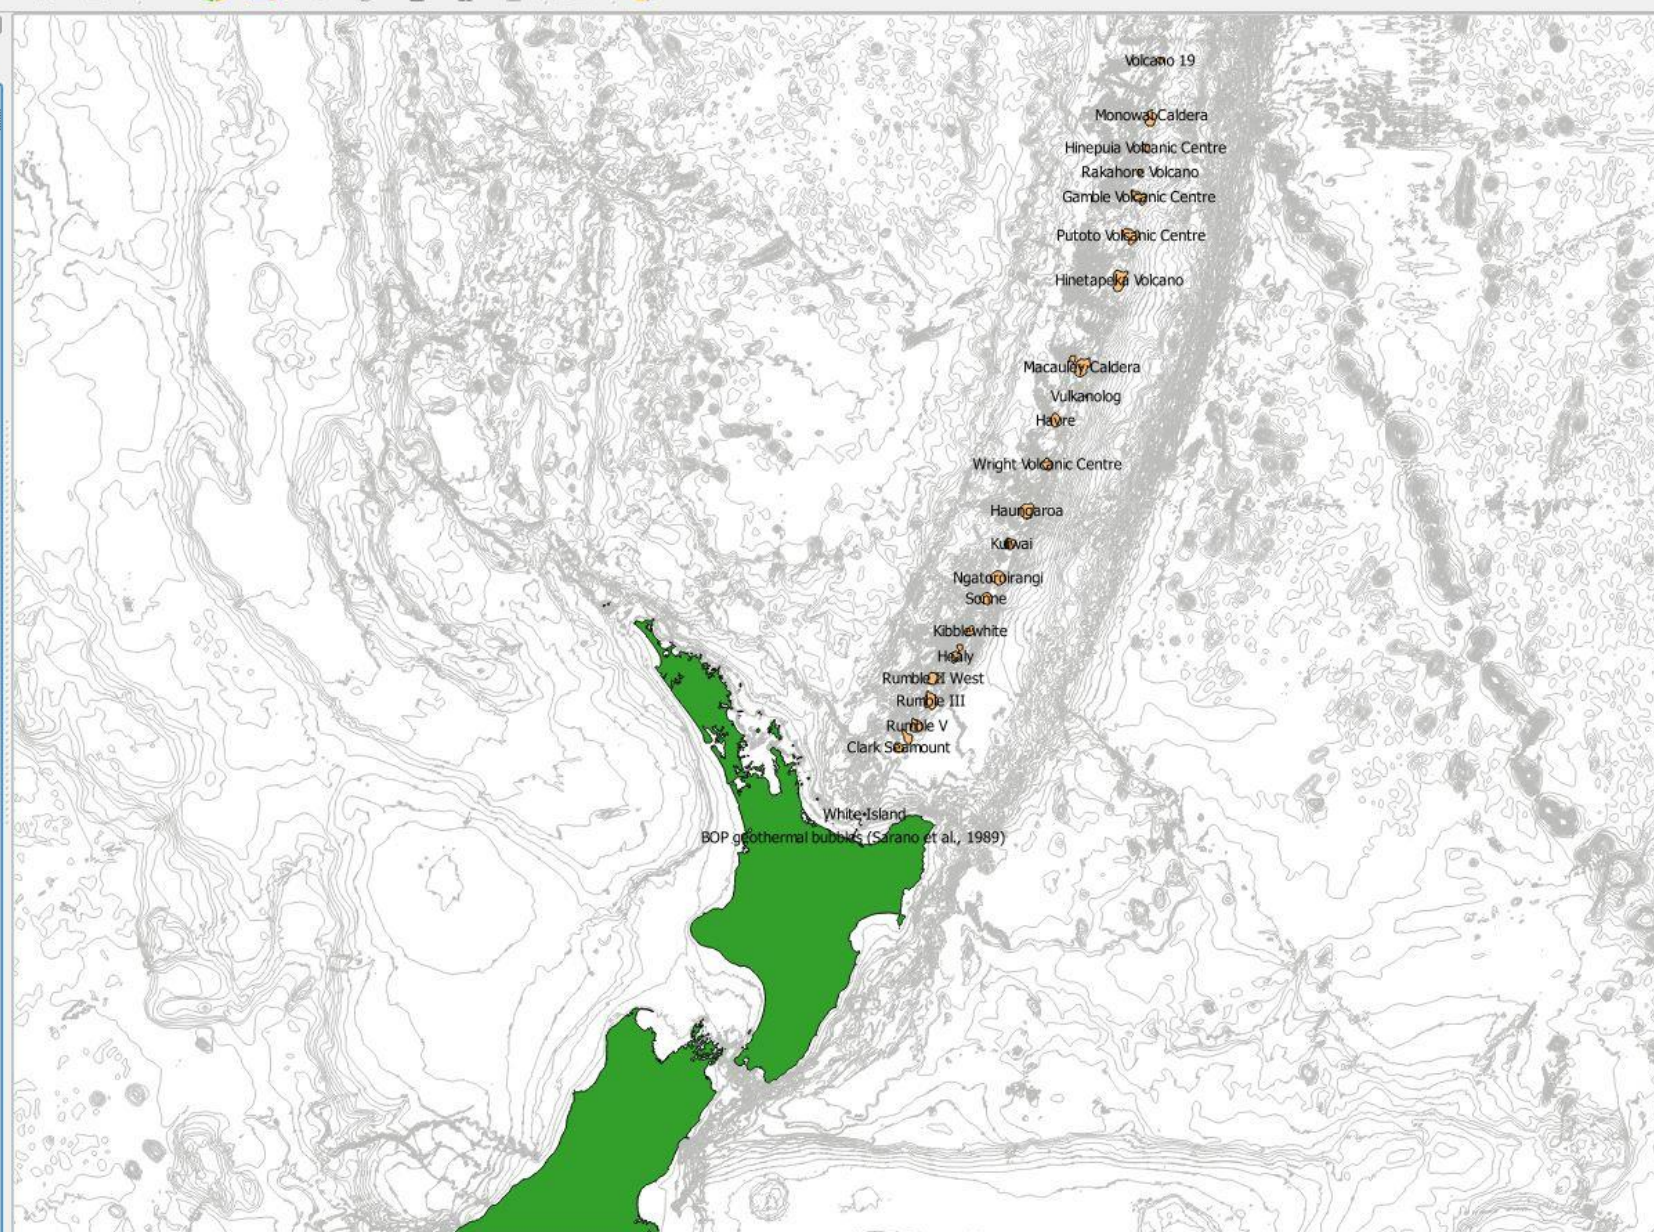 Volcano 19
Monowai Caldera
Hinepuia Volcanic Centre
Rakahore Volcano
Gamble Volcanic Centre
Putoto Volcanic Centre
Hinetapeka Volcano
Macauley Caldera
Vulkanolog
Havre
Wright Volcanic Centre
Haungaroa
Kuiwai
Ngatoroirangi
Sonne
Kibblewhite
Healy
Rumble II West
Rumble III
Rumble V
Clark Seamount
White Island
BOP geothermal bubbles (Sarano et al., 1989)